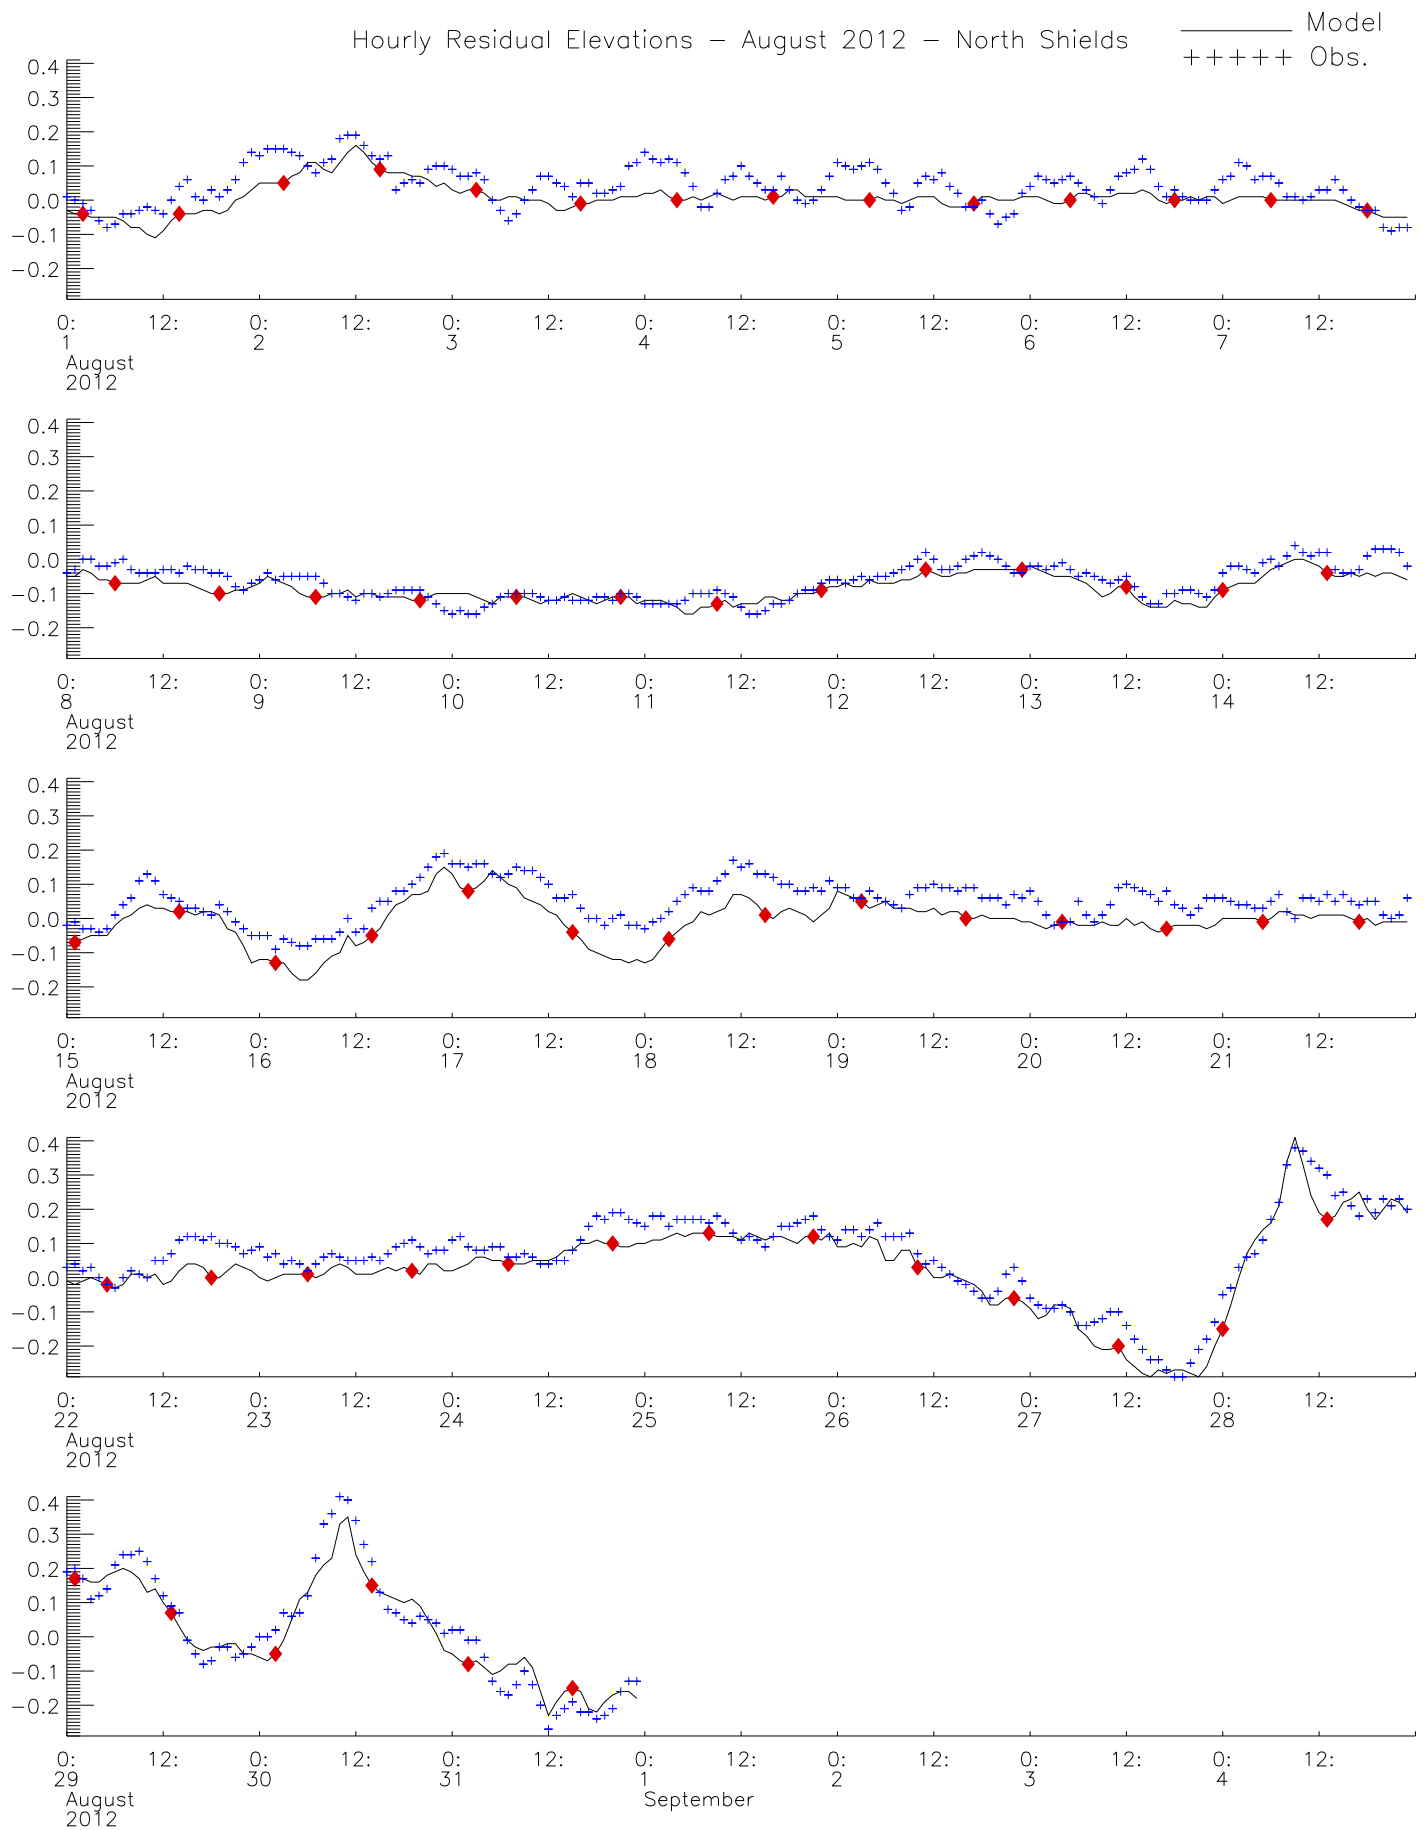 Hourly Residual Elevations − August 2012 − North Shields
Model
+++++ Obs.
0.4
0.3
0.2
0.1
0.0
−0.1
−0.2
0: 12: 0: 12: 0: 12: 0: 12: 0: 12: 0: 12: 0: 12:
1 2 3 4 5 6 7
August
2012
0.4
0.3
0.2
0.1
0.0
−0.1
−0.2
0: 12: 0: 12: 0: 12: 0: 12: 0: 12: 0: 12: 0: 12:
8 9 10 11 12 13 14
August
2012
0.4
0.3
0.2
0.1
0.0
−0.1
−0.2
0: 12: 0: 12: 0: 12: 0: 12: 0: 12: 0: 12: 0: 12:
15 16 17 18 19 20 21
August
2012
0.4
0.3
0.2
0.1
0.0
−0.1
−0.2
0: 12: 0: 12: 0: 12: 0: 12: 0: 12: 0: 12: 0: 12:
22 23 24 25 26 27 28
August
2012
0.4
0.3
0.2
0.1
0.0
−0.1
−0.2
0: 12: 0: 12: 0: 12: 0: 12: 0: 12: 0: 12: 0: 12:
29 30 31 1 2 3 4
August September
2012